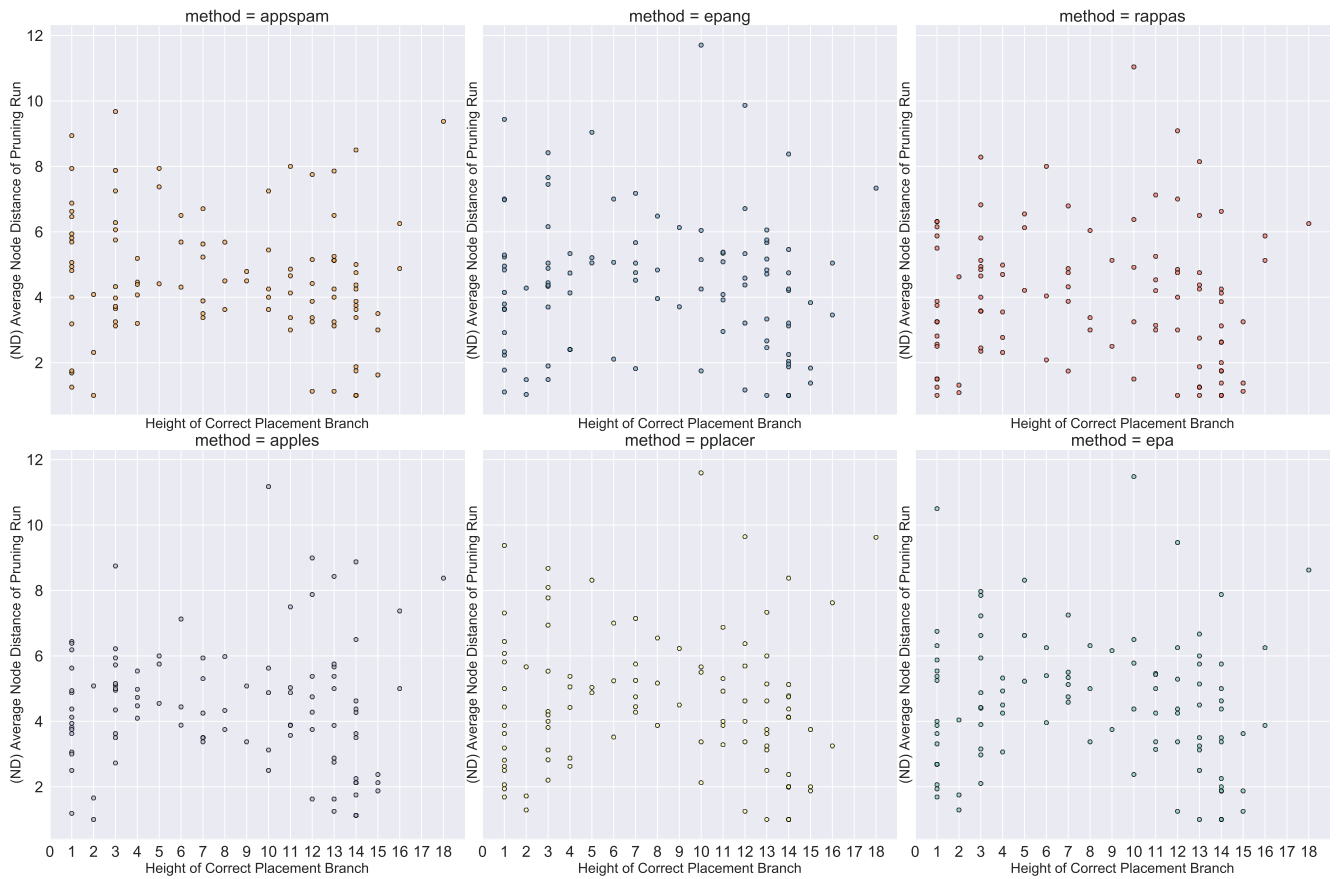 method = appspam method = epang method = rappas
12
10
8
6
4
2
(ND) Average Node Distance of Pruning Run (ND) Average Node Distance of Pruning Run (ND) Average Node Distance of Pruning Run
Height of Correct Placement Branch Height of Correct Placement Branch Height of Correct Placement Branch
method = apples method = pplacer method = epa
12
10
8
6
4
2
(ND) Average Node Distance of Pruning Run (ND) Average Node Distance of Pruning Run (ND) Average Node Distance of Pruning Run
0 1 2 3 4 5 6 7 8 9 10 11 12 13 14 15 16 17 18 0 1 2 3 4 5 6 7 8 9 10 11 12 13 14 15 16 17 18 0 1 2 3 4 5 6 7 8 9 10 11 12 13 14 15 16 17 18
Height of Correct Placement Branch Height of Correct Placement Branch Height of Correct Placement Branch